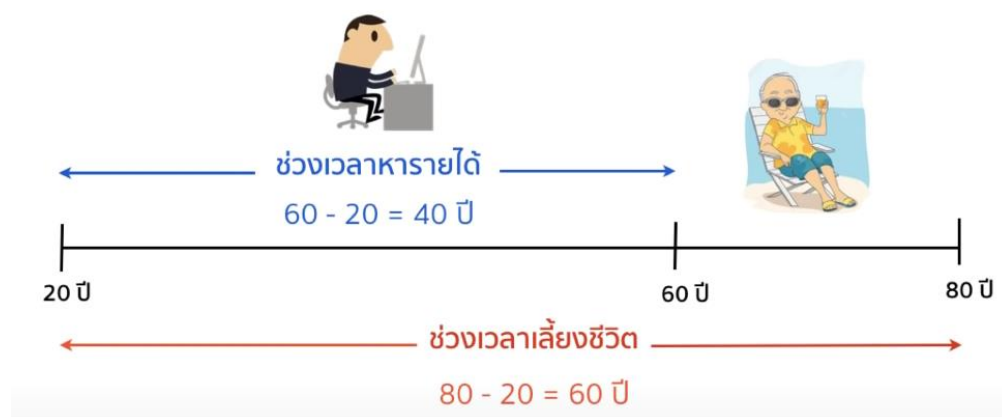 ช่วงเวลาหารายได้
60 - 20 = 40 ปี
20 ปี
60 ปี
80 ปี
ช่วงเวลาเลี้ยงชีวิต
80 - 20 = 60 ปี